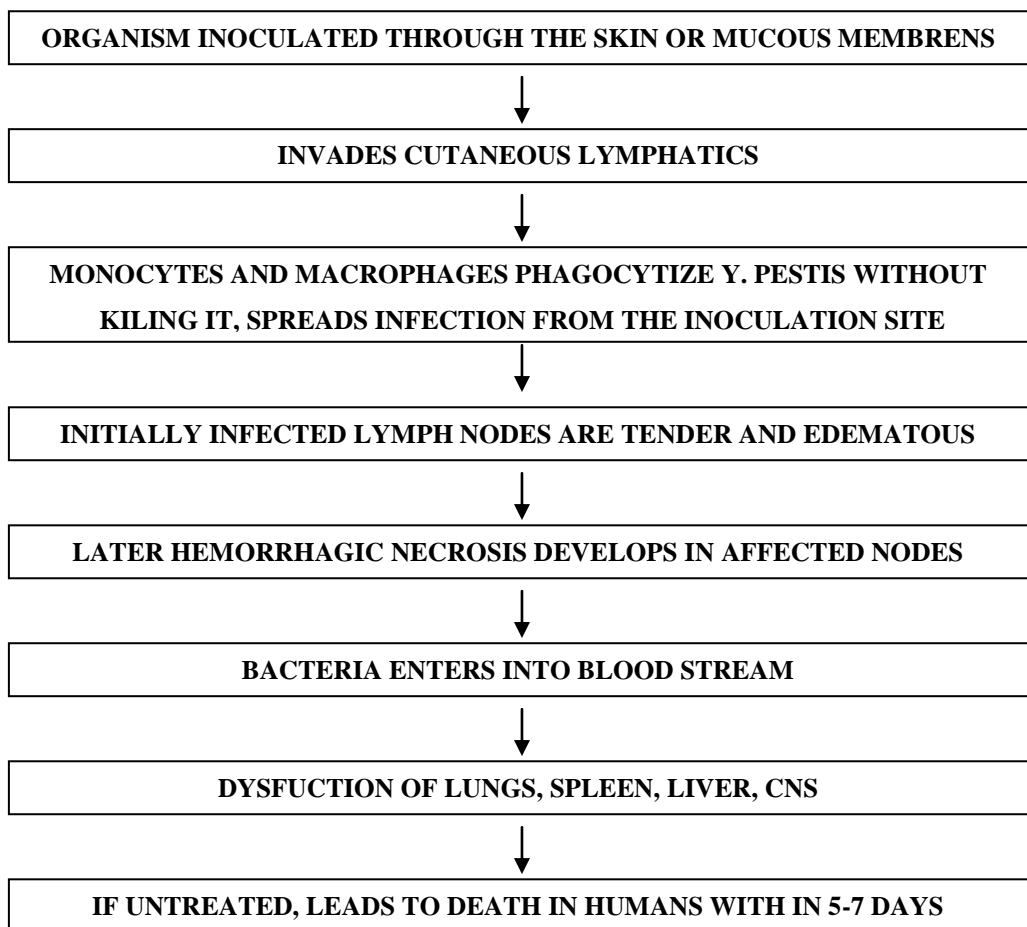 ORGANISM INOCULATED THROUGH THE SKIN OR MUCOUS MEMBRENS
INVADES CUTANEOUS LYMPHATICS
MONOCYTES AND MACROPHAGES PHAGOCYTIZE Y. PESTIS WITHOUT
KILING IT, SPREADS INFECTION FROM THE INOCULATION SITE
INITIALLY INFECTED LYMPH NODES ARE TENDER AND EDEMATOUS
LATER HEMORRHAGIC NECROSIS DEVELOPS IN AFFECTED NODES
BACTERIA ENTERS INTO BLOOD STREAM
DYSFUCTION OF LUNGS, SPLEEN, LIVER, CNS
IF UNTREATED, LEADS TO DEATH IN HUMANS WITH IN 5-7 DAYS